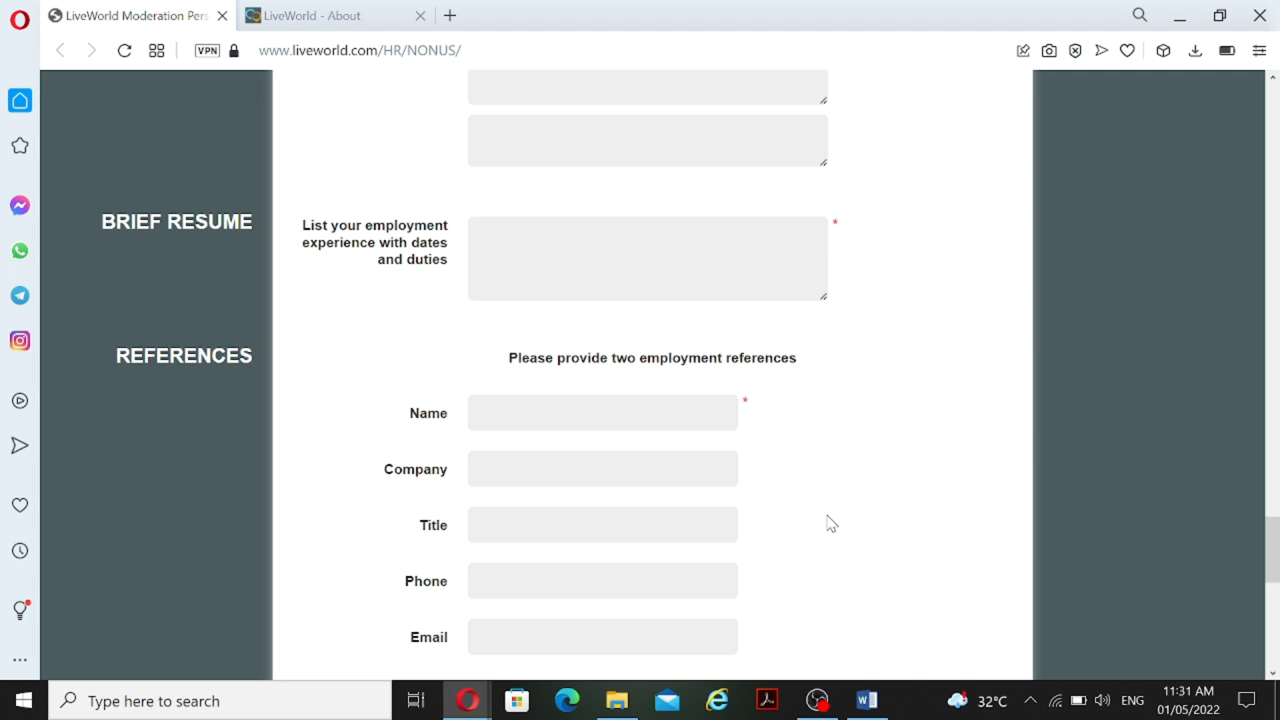 LiveWorld Moderation Pers
LiveWorld - About
VPN
www.liveworld.com/HR/NONUS/
BRIEF RESUME
List your employment
experience with dates
and duties
*
REFERENCES
Please provide two employment references
Name
*
Company
Title
Phone
Email
Type here to search
32°C
ENG
11:31 AM
01/05/2022